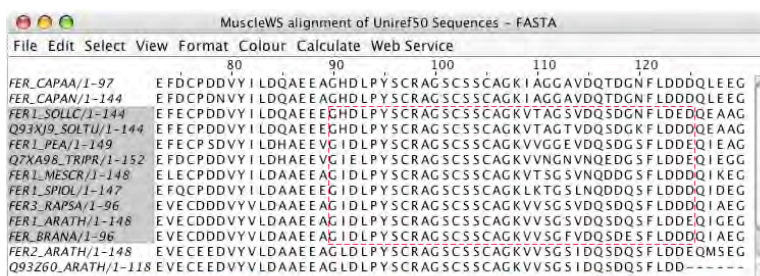 MuscleWS alignment of Uniref50 Sequences - FASTA
File Edit Select View Format Colour Calculate Web Service
80 90 100 110 120
FER_CAPAA/1-97 EFDCPDDVYILDQAEEAGHDLPYSCRAGSCSSCAGKIAGGAVDQTDGNFLDDDQLEEG
FER_CAPAN/1-144 EFDCPDNVYILDQAEEAGHDLPYSCRAGSCSSCAGKIAGGAVDQTDGNFLDDDQLEEG
FER1_SOLLC/1-144 EFECPDDVYILDQAEEEGHDLPYSCRAGSCSSCAGKVTAGSVDQSDGNFLDEDQEAAG
Q93XJ9_SOLTU/1-144 EFECPDDVYILDQAEEEGHDLPYSCRAGSCSSCAGKVTAGTVDQSDGKFLDDDQEAAG
FER1_PEA/1-149 EFECPSDVYILDHAEEVGIDLPYSCRAGSCSSCAGKVVGGEVDQSDGSFLDDEQIEAG
Q7XA98_TRIPR/1-152 EFDCPDDVYILDHAEEVGIELPYSCRAGSCSSCAGKVVNGNVNQEDGSFLDDEQIEGG
FER1_MESCR/1-148 ELECPDDVYILDAAEEAGIDLPYSCRAGSCSSCAGKVTSGSVNQDDGSFLDDDQIKEG
FER1_SPIOL/1-147 EFQCPDDVYILDAAEEEGIDLPYSCRAGSCSSCAGKLKTGSLNQDDQSFLDDDQIDEG
FER3_RAPSA/1-96 EVECDDDVYVLDAAEEAGIDLPYSCRAGSCSSCAGKVVSGSVDQSDQSFLDDDQIAEG
FER1_ARATH/1-148 EVECDDDVYVLDAAEEAGIDLPYSCRAGSCSSCAGKVVSGSVDQSDQSFLDDEQIGEG
FER_BRANA/1-96 EVECDDDVYVLDAAEEAGIDLPYSCRAGSCSSCAGKVVSGFVDQSDESFLDDDQIAEG
FER2_ARATH/1-148 EVECEEDVYVLDAAEEAGLDLPYSCRAGSCSSCAGKVVSGSIDQSDQSFLDDEQMSEG
Q93Z60_ARATH/1-118 EVECEEDVYVLDAAEEAGLDLPYSCRAGSCSSCAGKVVSGSIDQSDQSFLDD------